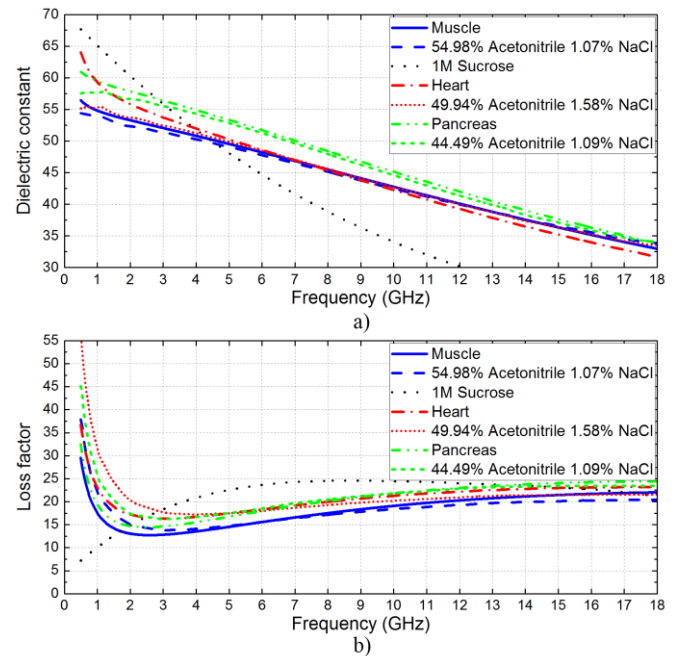 70
65
60
55
50
45
40
35
30
Dielectric constant
Muscle
54.98% Acetonitrile 1.07% NaCl
1M Sucrose
Heart
49.94% Acetonitrile 1.58% NaCl
Pancreas
44.49% Acetonitrile 1.09% NaCl
0 1 2 3 4 5 6 7 8 9 10 11 12 13 14 15 16 17 18
Frequency (GHz)
a)
55
50
45
40
35
30
25
20
15
10
5
0
Loss factor
Muscle
54.98% Acetonitrile 1.07% NaCl
1M Sucrose
Heart
49.94% Acetonitrile 1.58% NaCl
Pancreas
44.49% Acetonitrile 1.09% NaCl
0 1 2 3 4 5 6 7 8 9 10 11 12 13 14 15 16 17 18
Frequency (GHz)
b)